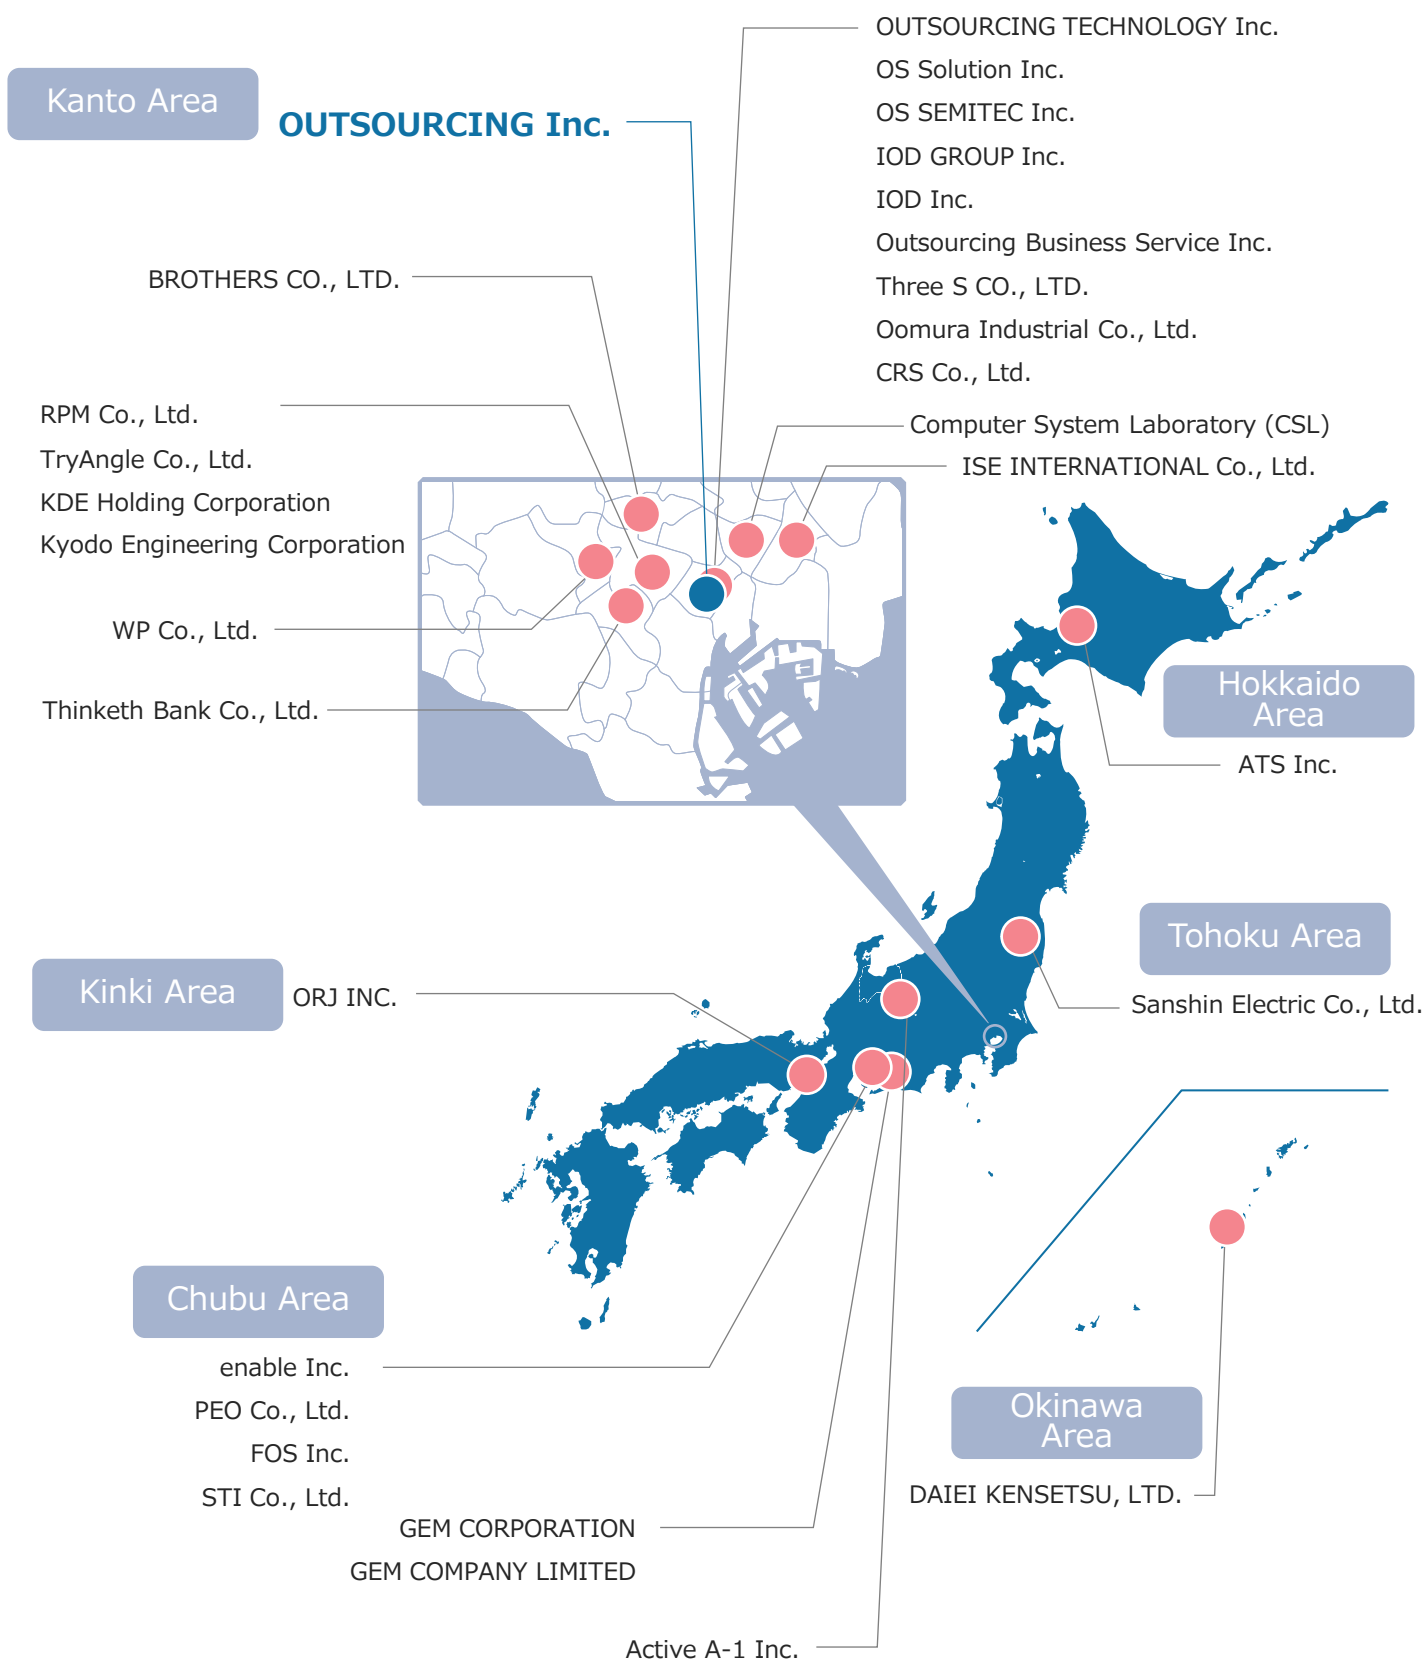 Kanto Area
OUTSOURCING Inc.
OUTSOURCING TECHNOLOGY Inc.
OS Solution Inc.
OS SEMITEC Inc.
IOD GROUP Inc.
IOD Inc.
Outsourcing Business Service Inc.
Three S CO., LTD.
Oomura Industrial Co., Ltd.
CRS Co., Ltd.
Computer System Laboratory (CSL)
ISE INTERNATIONAL Co., Ltd.
BROTHERS CO., LTD.
RPM Co., Ltd.
TryAngle Co., Ltd.
KDE Holding Corporation
Kyodo Engineering Corporation
WP Co., Ltd.
Thinketh Bank Co., Ltd.
Hokkaido
Area
ATS Inc.
Tohoku Area
Sanshin Electric Co., Ltd.
Kinki Area
ORJ INC.
Chubu Area
enable Inc.
PEO Co., Ltd.
FOS Inc.
STI Co., Ltd.
GEM CORPORATION
GEM COMPANY LIMITED
Active A-1 Inc.
Okinawa
Area
DAIEI KENSETSU, LTD.